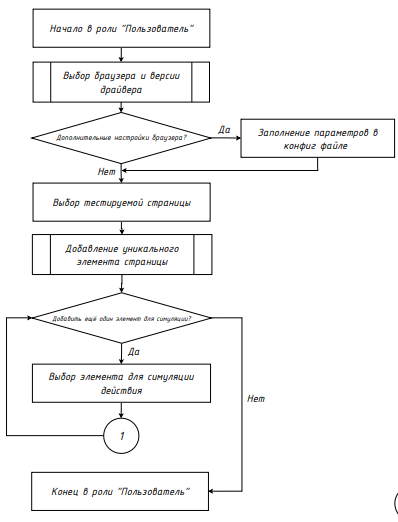 Начало в роли "Пользователь"
Выбор браузера и версии
драйвера
Дополнительные настройки браузера?
Да
Заполнение параметров в
конфиг файле
Нет
Выбор тестируемой страницы
Добавление уникального
элемента страницы
Добавить ещё один элемент для симуляции?
Да
Выбор элемента для симуляции
действия
Нет
1
Конец в роли "Пользователь"